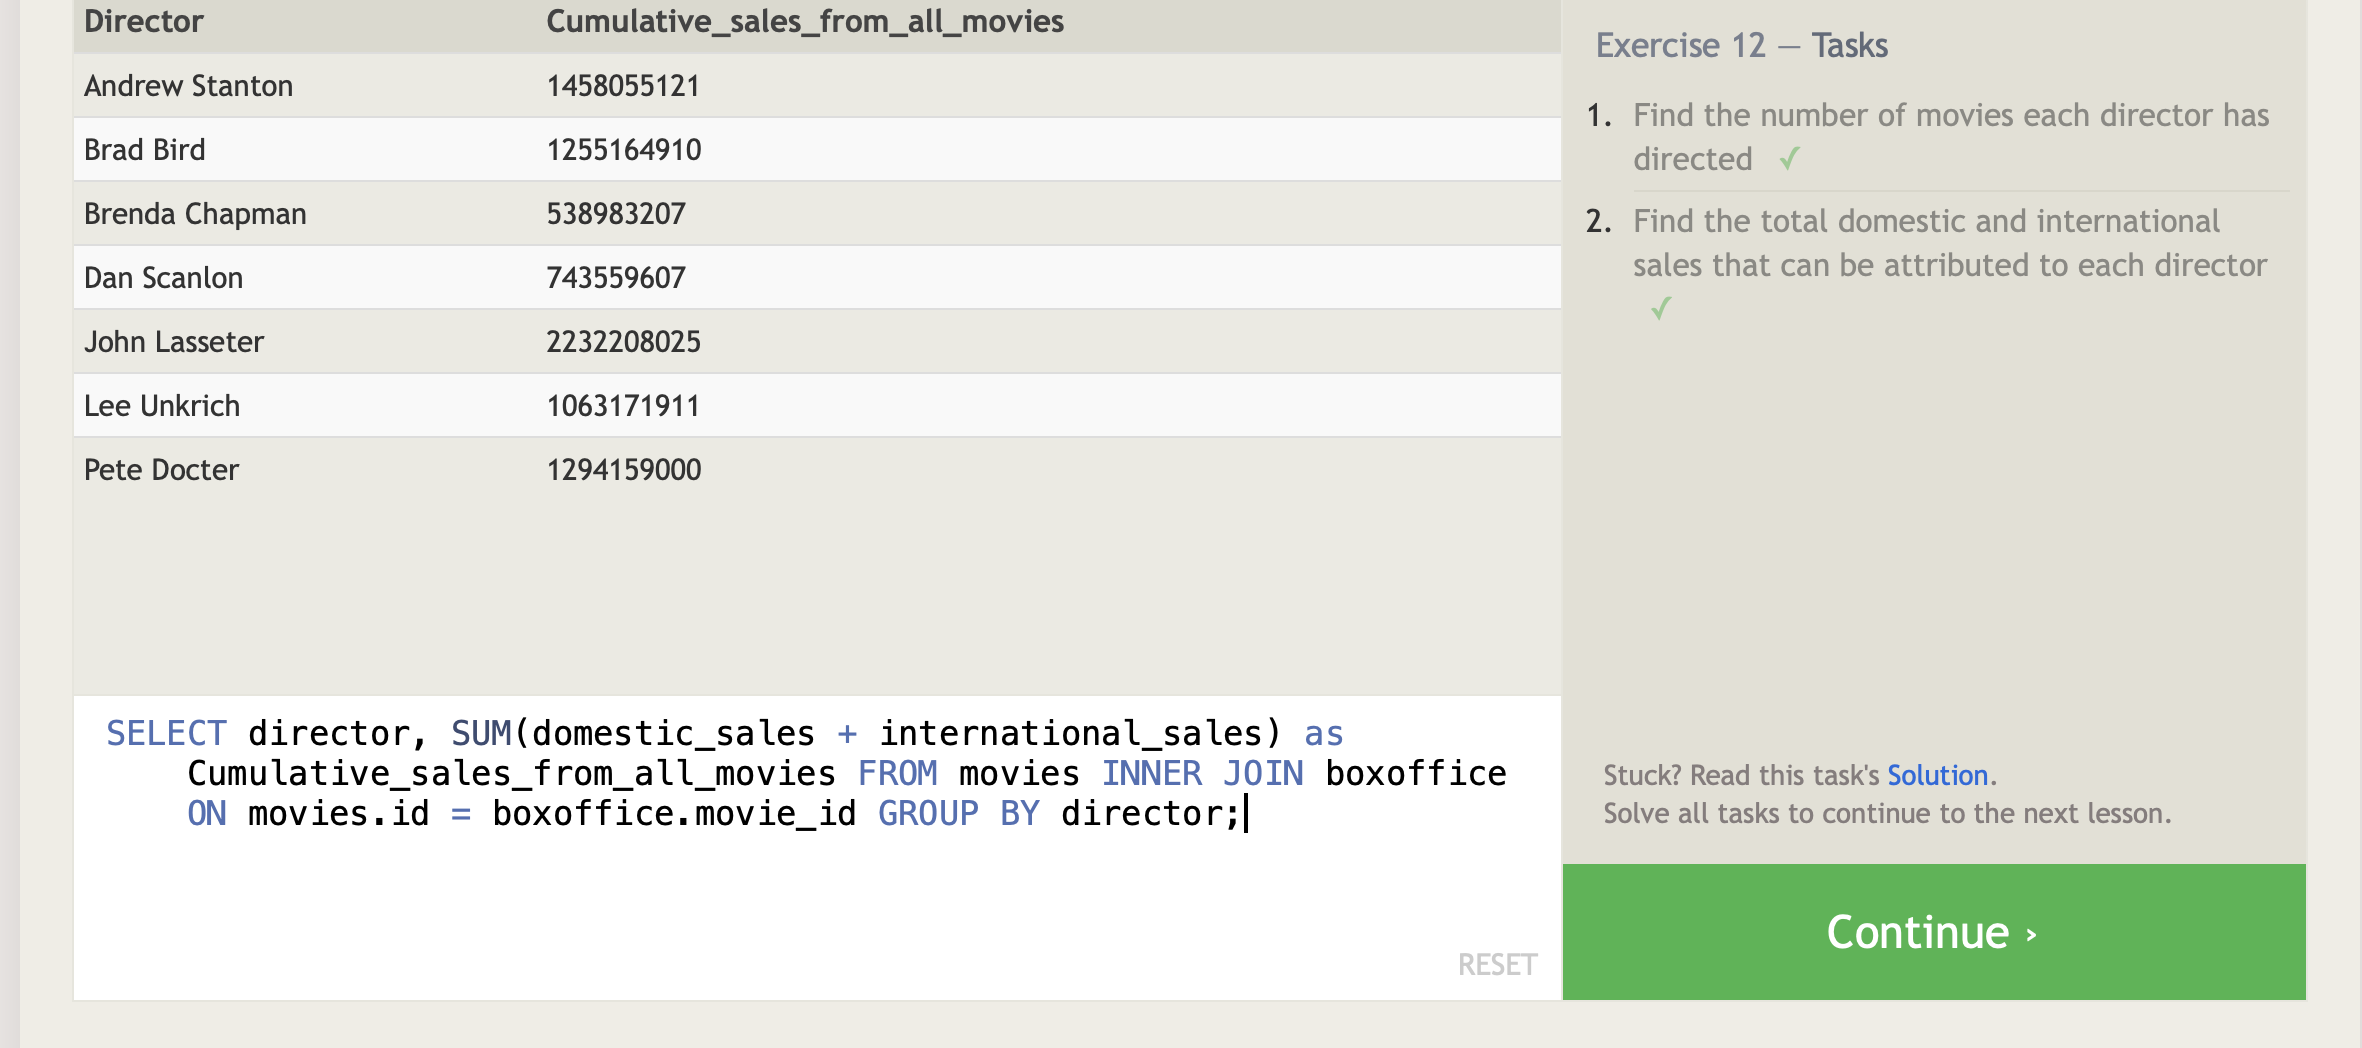 Director Cumulative_sales_from_all_movies
Andrew Stanton 1458055121
Brad Bird 1255164910
Brenda Chapman 538983207
Dan Scanlon 743559607
John Lasseter 2232208025
Lee Unkrich 1063171911
Pete Docter 1294159000
SELECT director, SUM(domestic_sales + international_sales) as
Cumulative_sales_from_all_movies FROM movies INNER JOIN boxoffice
ON movies.id = boxoffice.movie_id GROUP BY director;
RESET
Exercise 12 — Tasks
1. Find the number of movies each director has
directed ✓
2. Find the total domestic and international
sales that can be attributed to each director
✓
Stuck? Read this task's Solution.
Solve all tasks to continue to the next lesson.
Continue ›